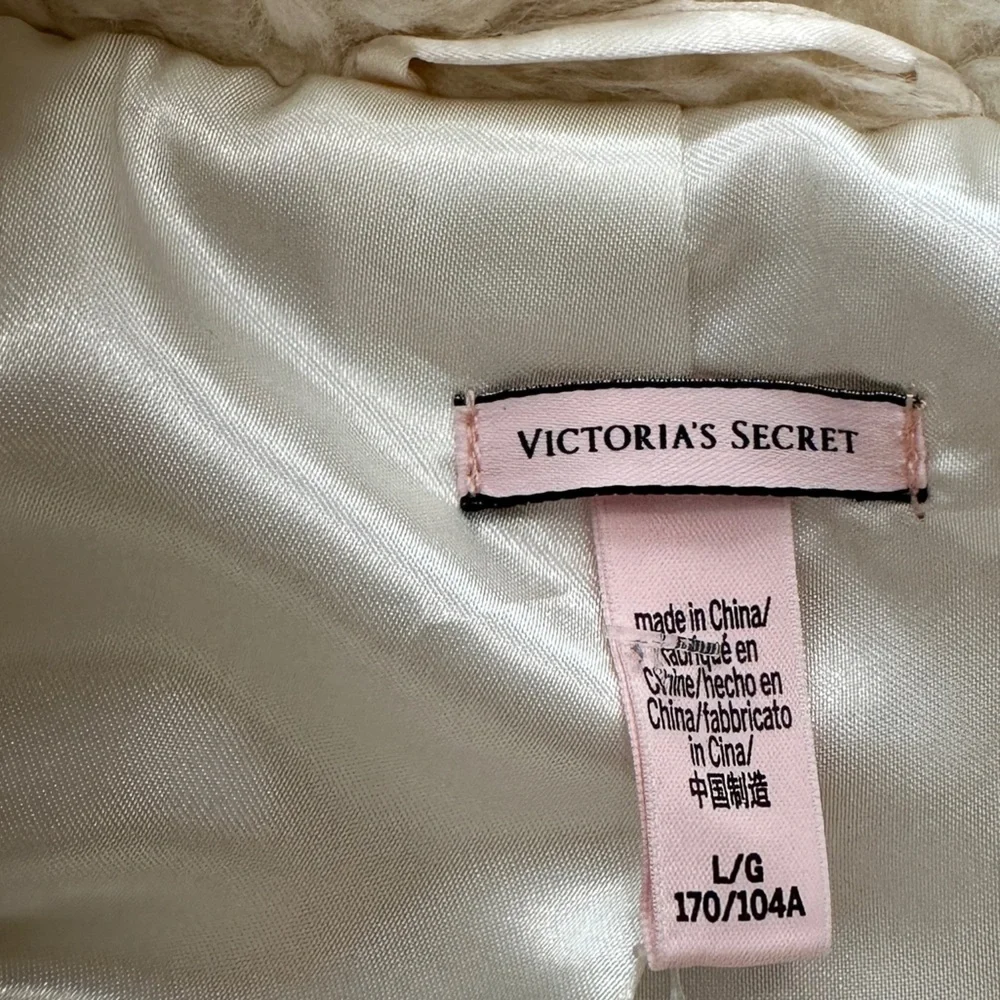 VICTORIA'S SECRET
made in China/
fabriqué en
Chine/hecho en
China/fabbricato
in Cina/
中国制造
L/G
170/104A